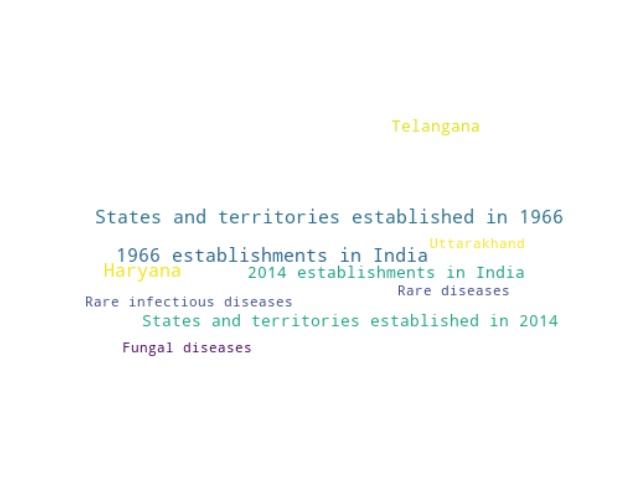 Telangana
States and territories established in 1966
Uttarakhand
1966 establishments in India
Haryana
2014 establishments in India
Rare diseases
Rare infectious diseases
States and territories established in 2014
Fungal diseases